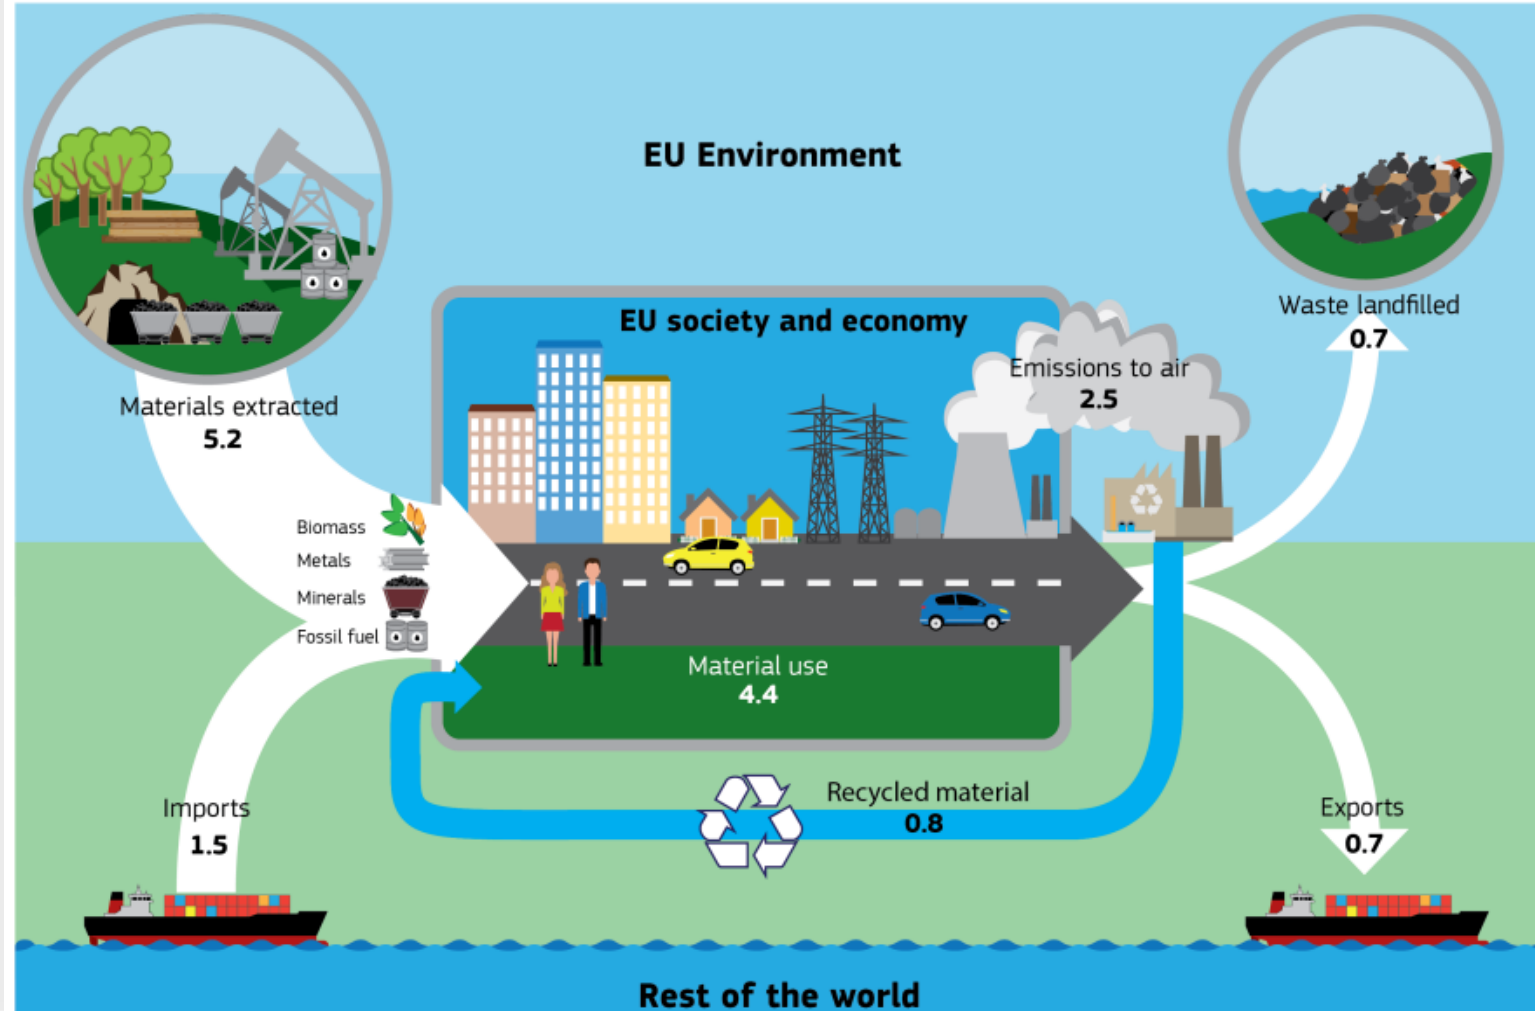 EU Environment
Materials extracted
5.2
Biomass
Metals
Minerals
Fossil fuel
Imports
1.5
EU society and economy
Emissions to air
2.5
Material use
4.4
Recycled material
0.8
Waste landfilled
0.7
Exports
0.7
Rest of the world